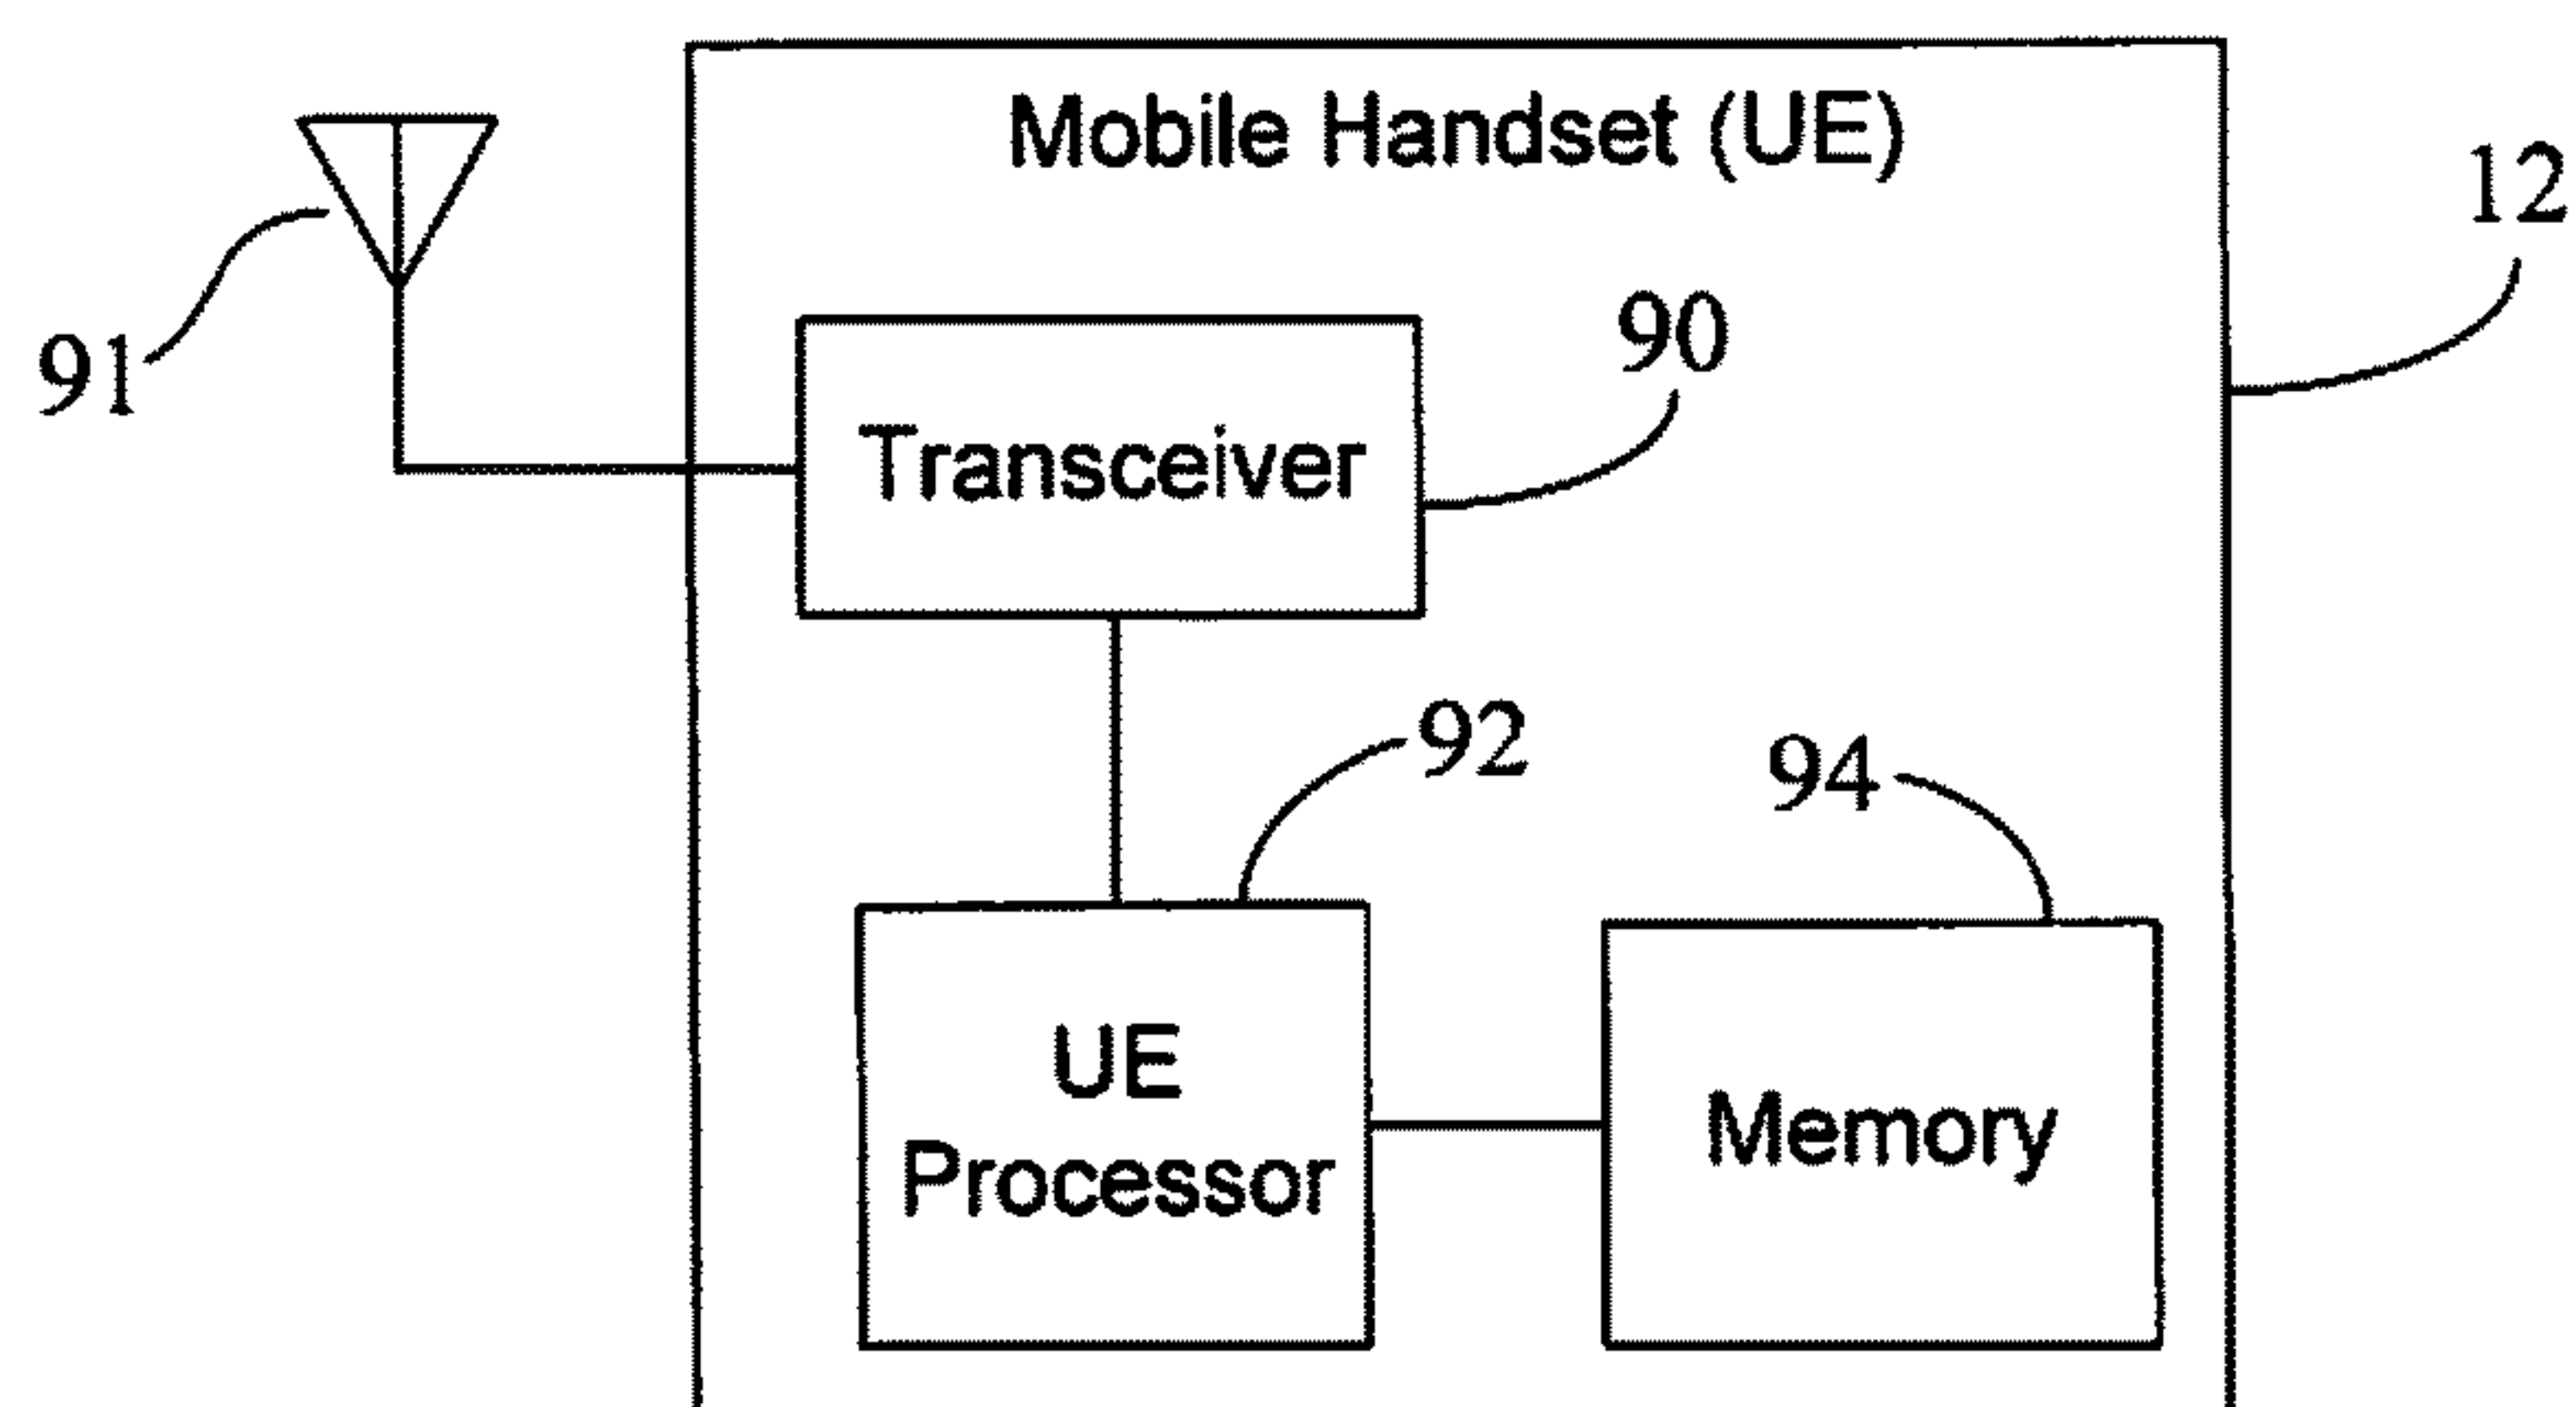 Mobile Handset (UE)
12
91
90
Transceiver
92
94
UE
Processor
Memory